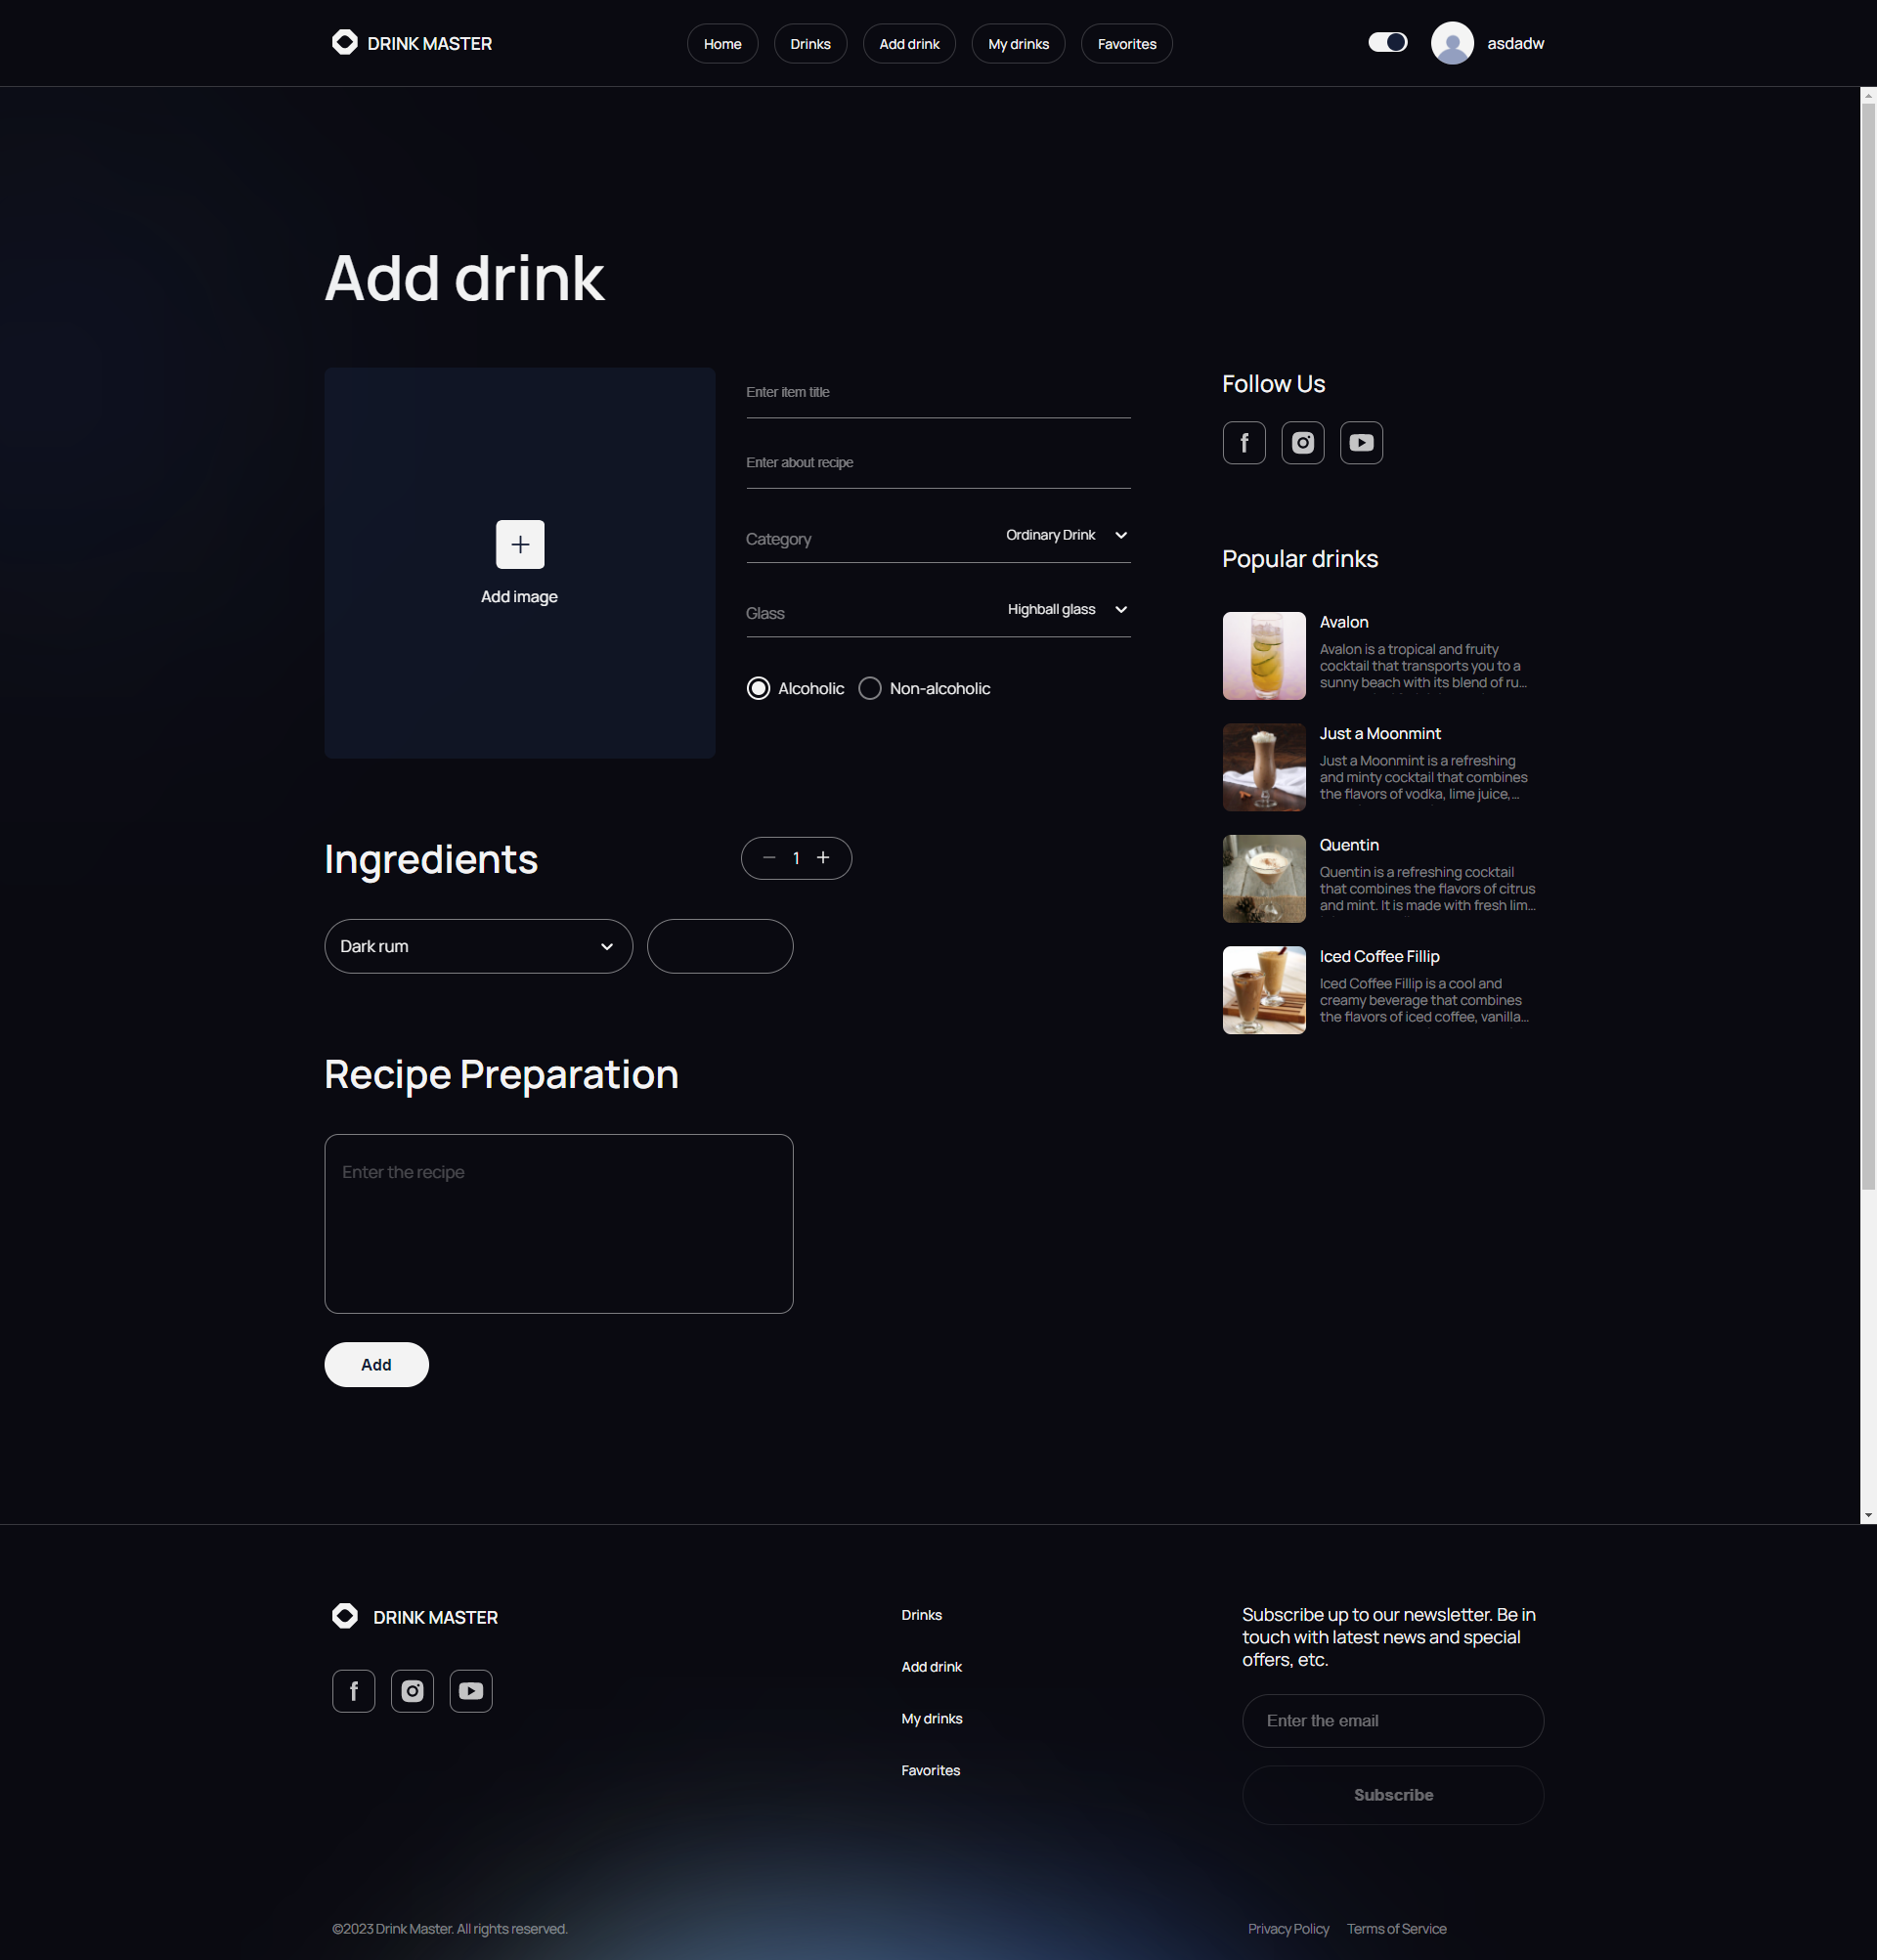 DRINK MASTER
Home
Drinks
Add drink
My drinks
Favorites
asdadw
Add drink
Add image
Enter item title
Enter about recipe
Category
Ordinary Drink
Glass
Highball glass
Alcoholic
Non-alcoholic
Follow Us
Popular drinks
Avalon
Avalon is a tropical and fruity
cocktail that transports you to a
sunny beach with its blend of ru...
Just a Moonmint
Just a Moonmint is a refreshing
and minty cocktail that combines
the flavors of vodka, lime juice,...
Quentin
Quentin is a refreshing cocktail
that combines the flavors of citrus
and mint. It is made with fresh lim...
Iced Coffee Fillip
Iced Coffee Fillip is a cool and
creamy beverage that combines
the flavors of iced coffee, vanilla...
Ingredients
1
Dark rum
Recipe Preparation
Enter the recipe
Add
DRINK MASTER
Drinks
Add drink
My drinks
Favorites
Subscribe up to our newsletter. Be in
touch with latest news and special
offers, etc.
Enter the email
Subscribe
©2023 Drink Master. All rights reserved.
Privacy Policy
Terms of Service